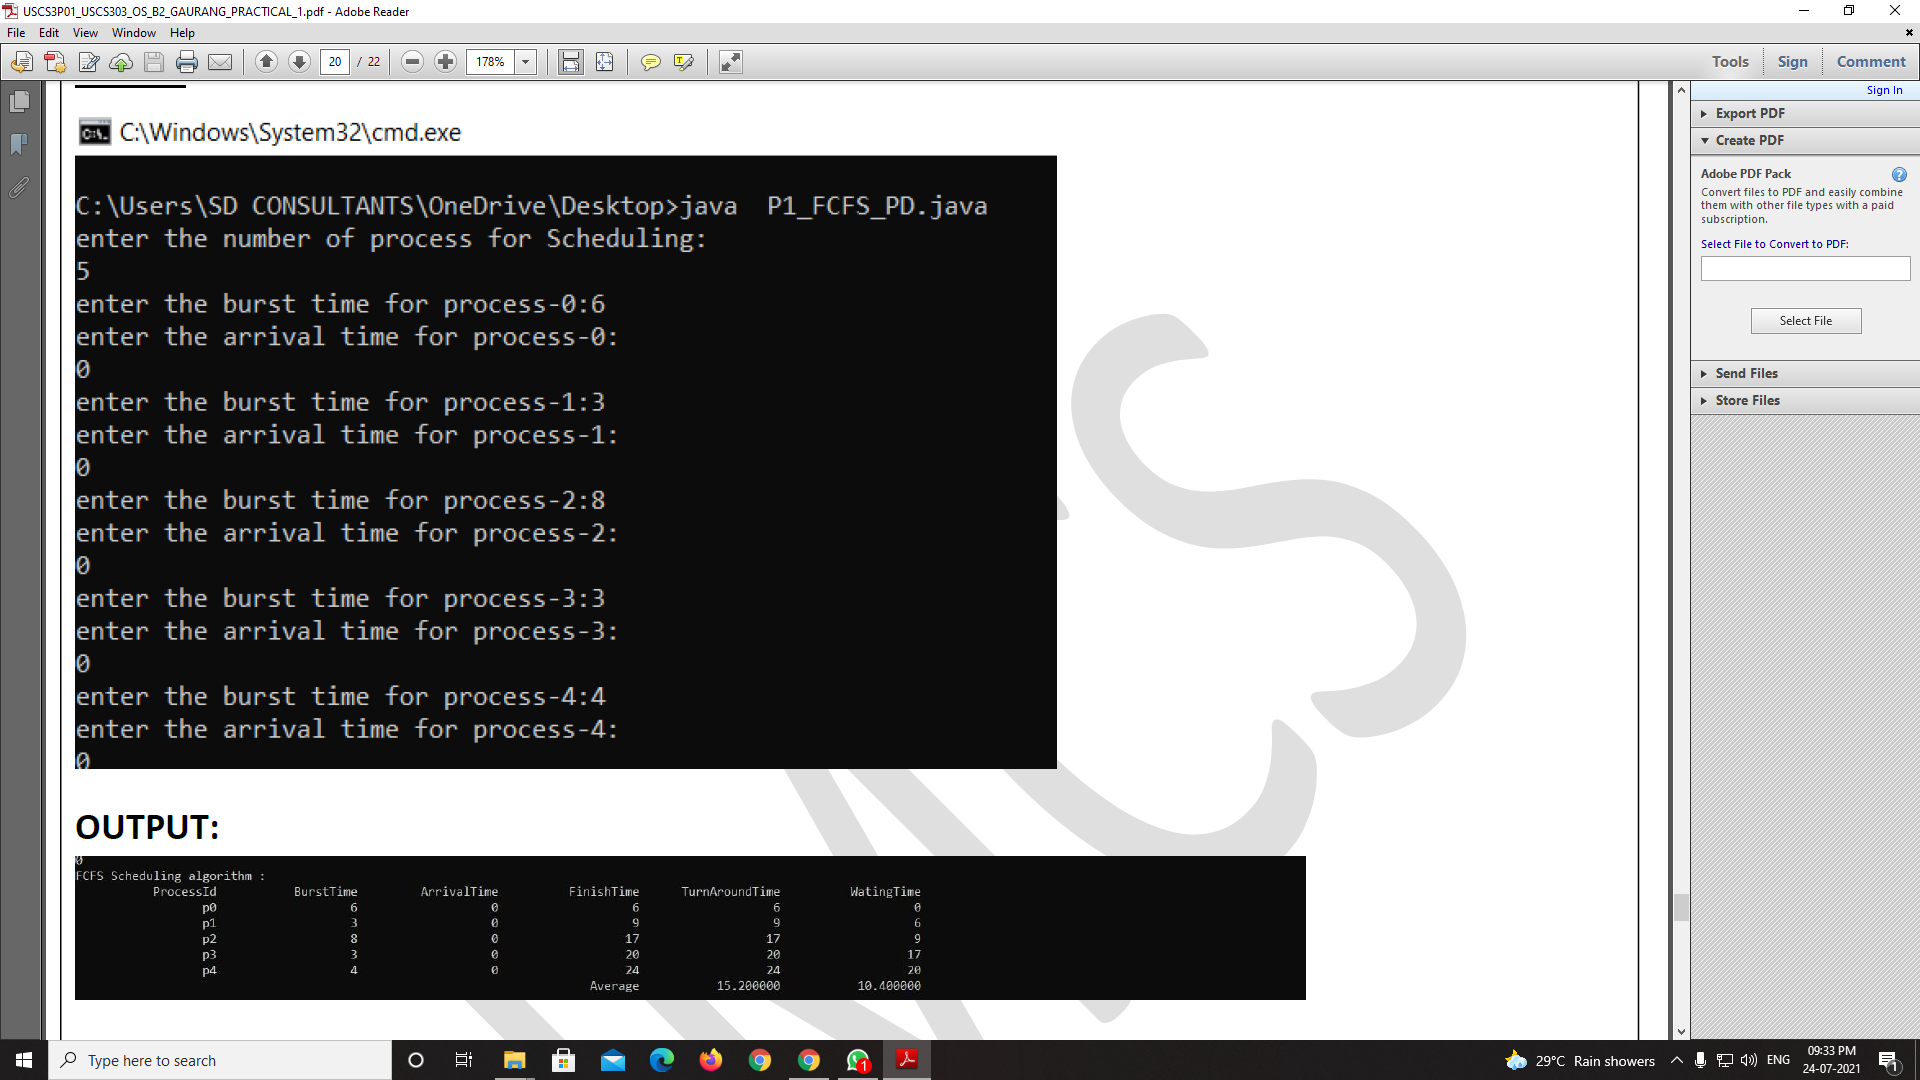 USCS3P01_USCS303_OS_B2_GAURANG_PRACTICAL_1.pdf - Adobe Reader
File Edit View Window Help
20 / 22 178% Tools Sign Comment
Sign In
Export PDF
Create PDF
Adobe PDF Pack
Convert files to PDF and easily combine
them with other file types with a paid
subscription.
Select File to Convert to PDF:
Select File
Send Files
Store Files
C:\Windows\System32\cmd.exe
C:\Users\SD CONSULTANTS\OneDrive\Desktop>java  P1_FCFS_PD.java
enter the number of process for Scheduling:
5
enter the burst time for process-0:6
enter the arrival time for process-0:
0
enter the burst time for process-1:3
enter the arrival time for process-1:
0
enter the burst time for process-2:8
enter the arrival time for process-2:
0
enter the burst time for process-3:3
enter the arrival time for process-3:
0
enter the burst time for process-4:4
enter the arrival time for process-4:
0
OUTPUT:
0
FCFS Scheduling algorithm :
ProcessId BurstTime ArrivalTime FinishTime TurnAroundTime WatingTime
p0 6 0 6 6 0
p1 3 0 9 9 6
p2 8 0 17 17 9
p3 3 0 20 20 17
p4 4 0 24 24 20
Average 15.200000 10.400000
Type here to search
1
29°C Rain showers ENG
09:33 PM
24-07-2021
1